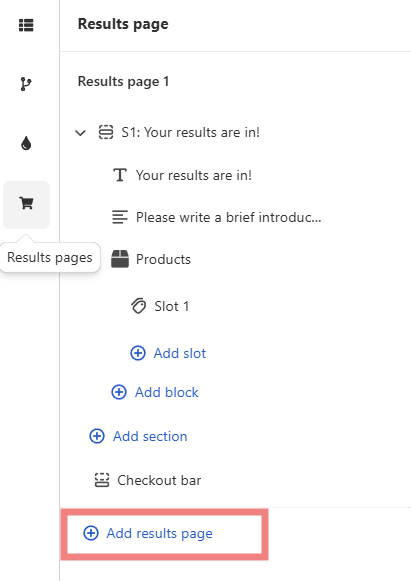 Results page
Results page 1
S1: Your results are in!
Your results are in!
Please write a brief introduc...
Results pages
Products
Slot 1
Add slot
Add block
Add section
Checkout bar
Add results page